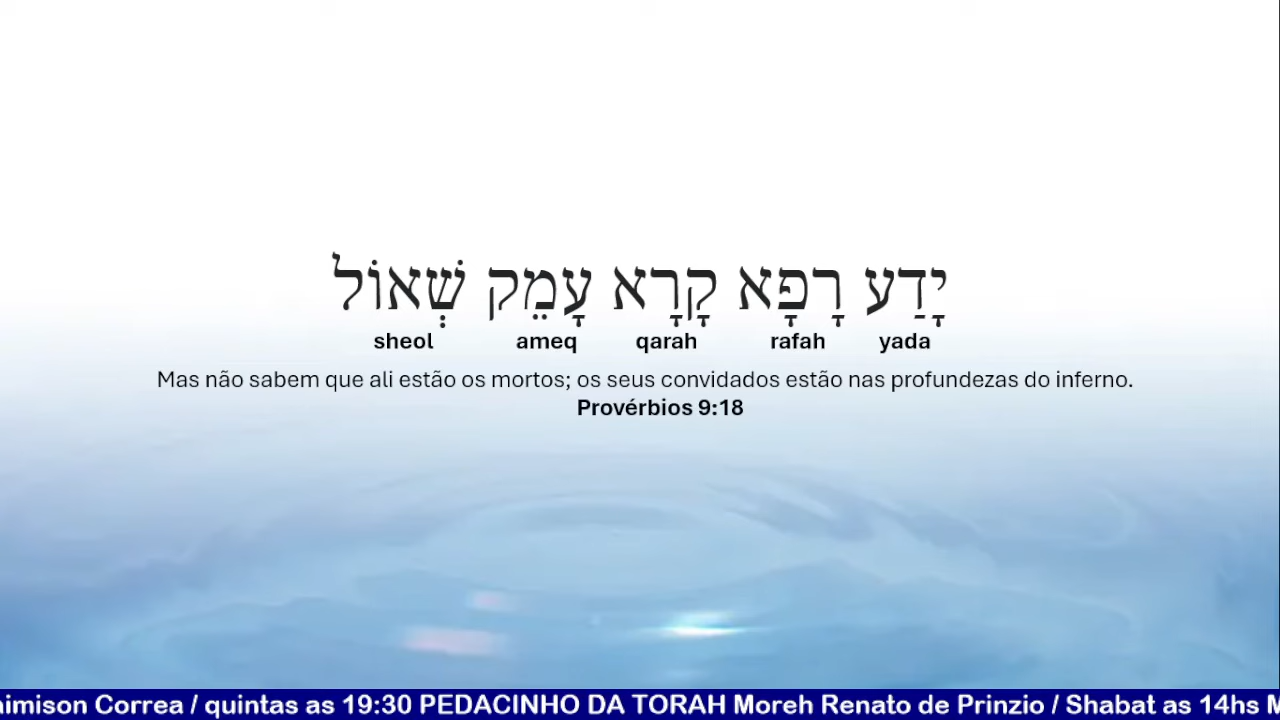 יָדַע רָפָא קָרָא עָמֵק שְׁאוֹל
sheol ameq qarah rafah yada
Mas não sabem que ali estão os mortos; os seus convidados estão nas profundezas do inferno.
Provérbios 9:18
imison Correa / quintas as 19:30 PEDACINHO DA TORAH Moreh Renato de Prinzio / Shabat as 14hs M